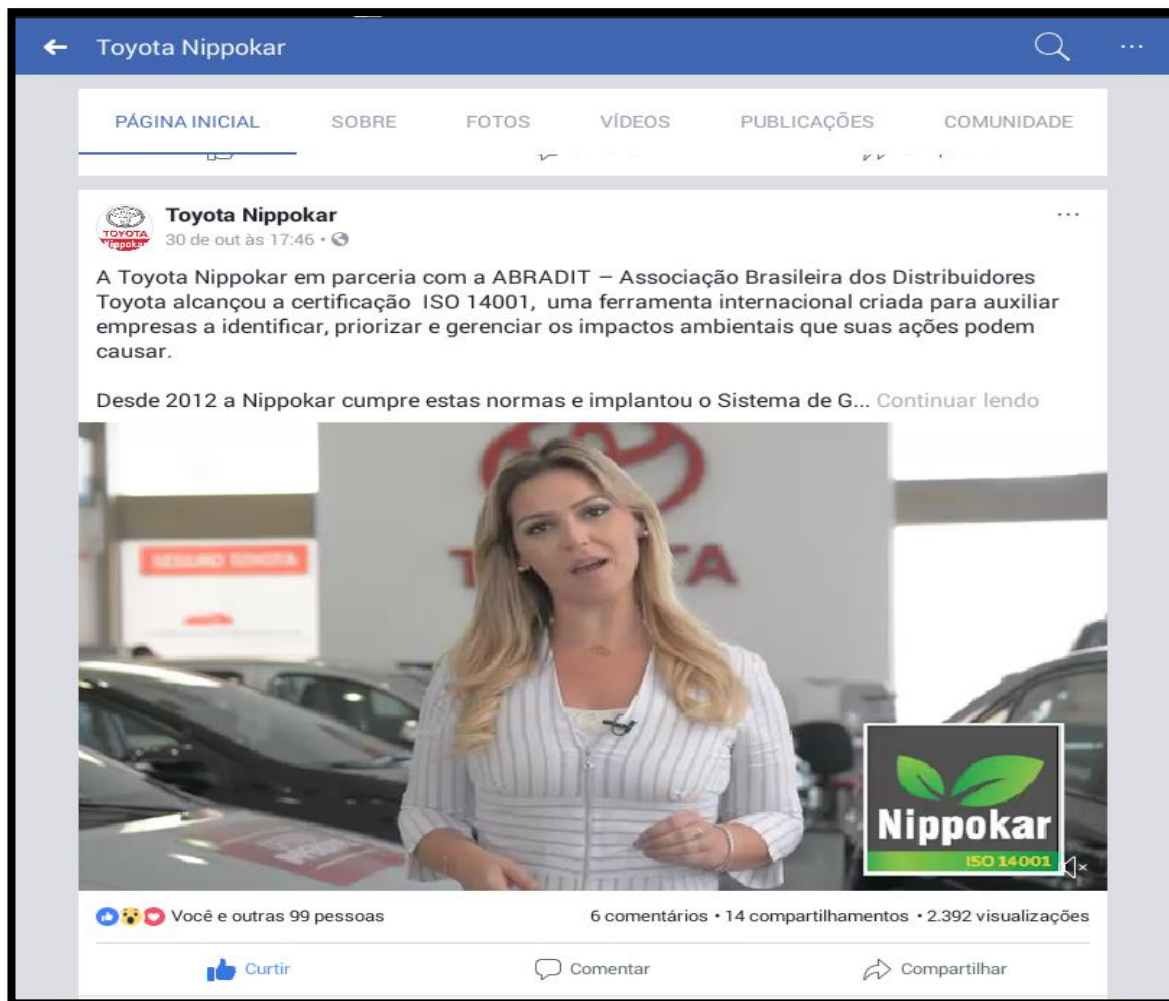 Toyota Nippokar
PÁGINA INICIAL SOBRE FOTOS VÍDEOS PUBLICAÇÕES COMUNIDADE
TOYOTA
Nippokar
Toyota Nippokar
30 de out às 17:46
A Toyota Nippokar em parceria com a ABRADIT – Associação Brasileira dos Distribuidores
Toyota alcançou a certificação ISO 14001, uma ferramenta internacional criada para auxiliar
empresas a identificar, priorizar e gerenciar os impactos ambientais que suas ações podem
causar.
Desde 2012 a Nippokar cumpre estas normas e implantou o Sistema de G... Continuar lendo
SEGURO TOYOTA
Nippokar
ISO 14001
Você e outras 99 pessoas 6 comentários • 14 compartilhamentos • 2.392 visualizações
Curtir Comentar Compartilhar